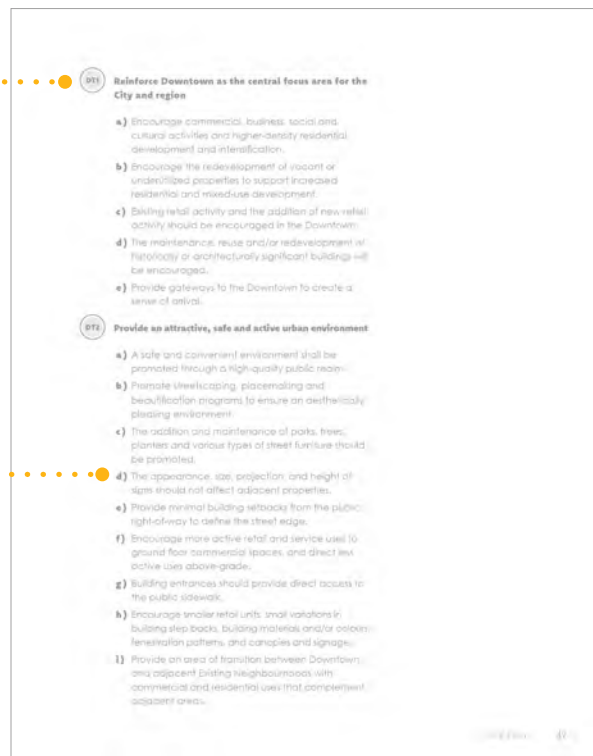 DT1 Reinforce Downtown as the central focus area for the
City and region
a) Encourage commercial, business, social and
cultural activities and higher-density residential
development and intensification.
b) Encourage the redevelopment of vacant or
underutilized properties to support increased
residential and mixed-use development.
c) Existing retail activity and the addition of new retail
activity should be encouraged in the Downtown.
d) The maintenance, reuse and/or redevelopment of
historically or architecturally significant buildings will
be encouraged.
e) Provide gateways to the Downtown to create a
sense of arrival.
DT2 Provide an attractive, safe and active urban environment
a) A safe and convenient environment shall be
promoted through a high-quality public realm.
b) Promote streetscaping, placemaking and
beautification programs to ensure an aesthetically
pleasing environment.
c) The addition and maintenance of parks, trees,
planters and various types of street furniture should
be promoted.
d) The appearance, size, projection, and height of
signs should not affect adjacent properties.
e) Provide minimal building setbacks from the public
right-of-way to define the street edge.
f) Encourage more active retail and service uses to
ground floor commercial spaces, and direct less
active uses above-grade.
g) Building entrances should provide direct access to
the public sidewalk.
h) Encourage smaller retail units, small variations in
building step backs, building materials and/or colours,
fenestration patterns, and canopies and signage.
i) Provide an area of transition between Downtown
and adjacent Existing Neighbourhoods with
commercial and residential uses that complement
adjacent areas.